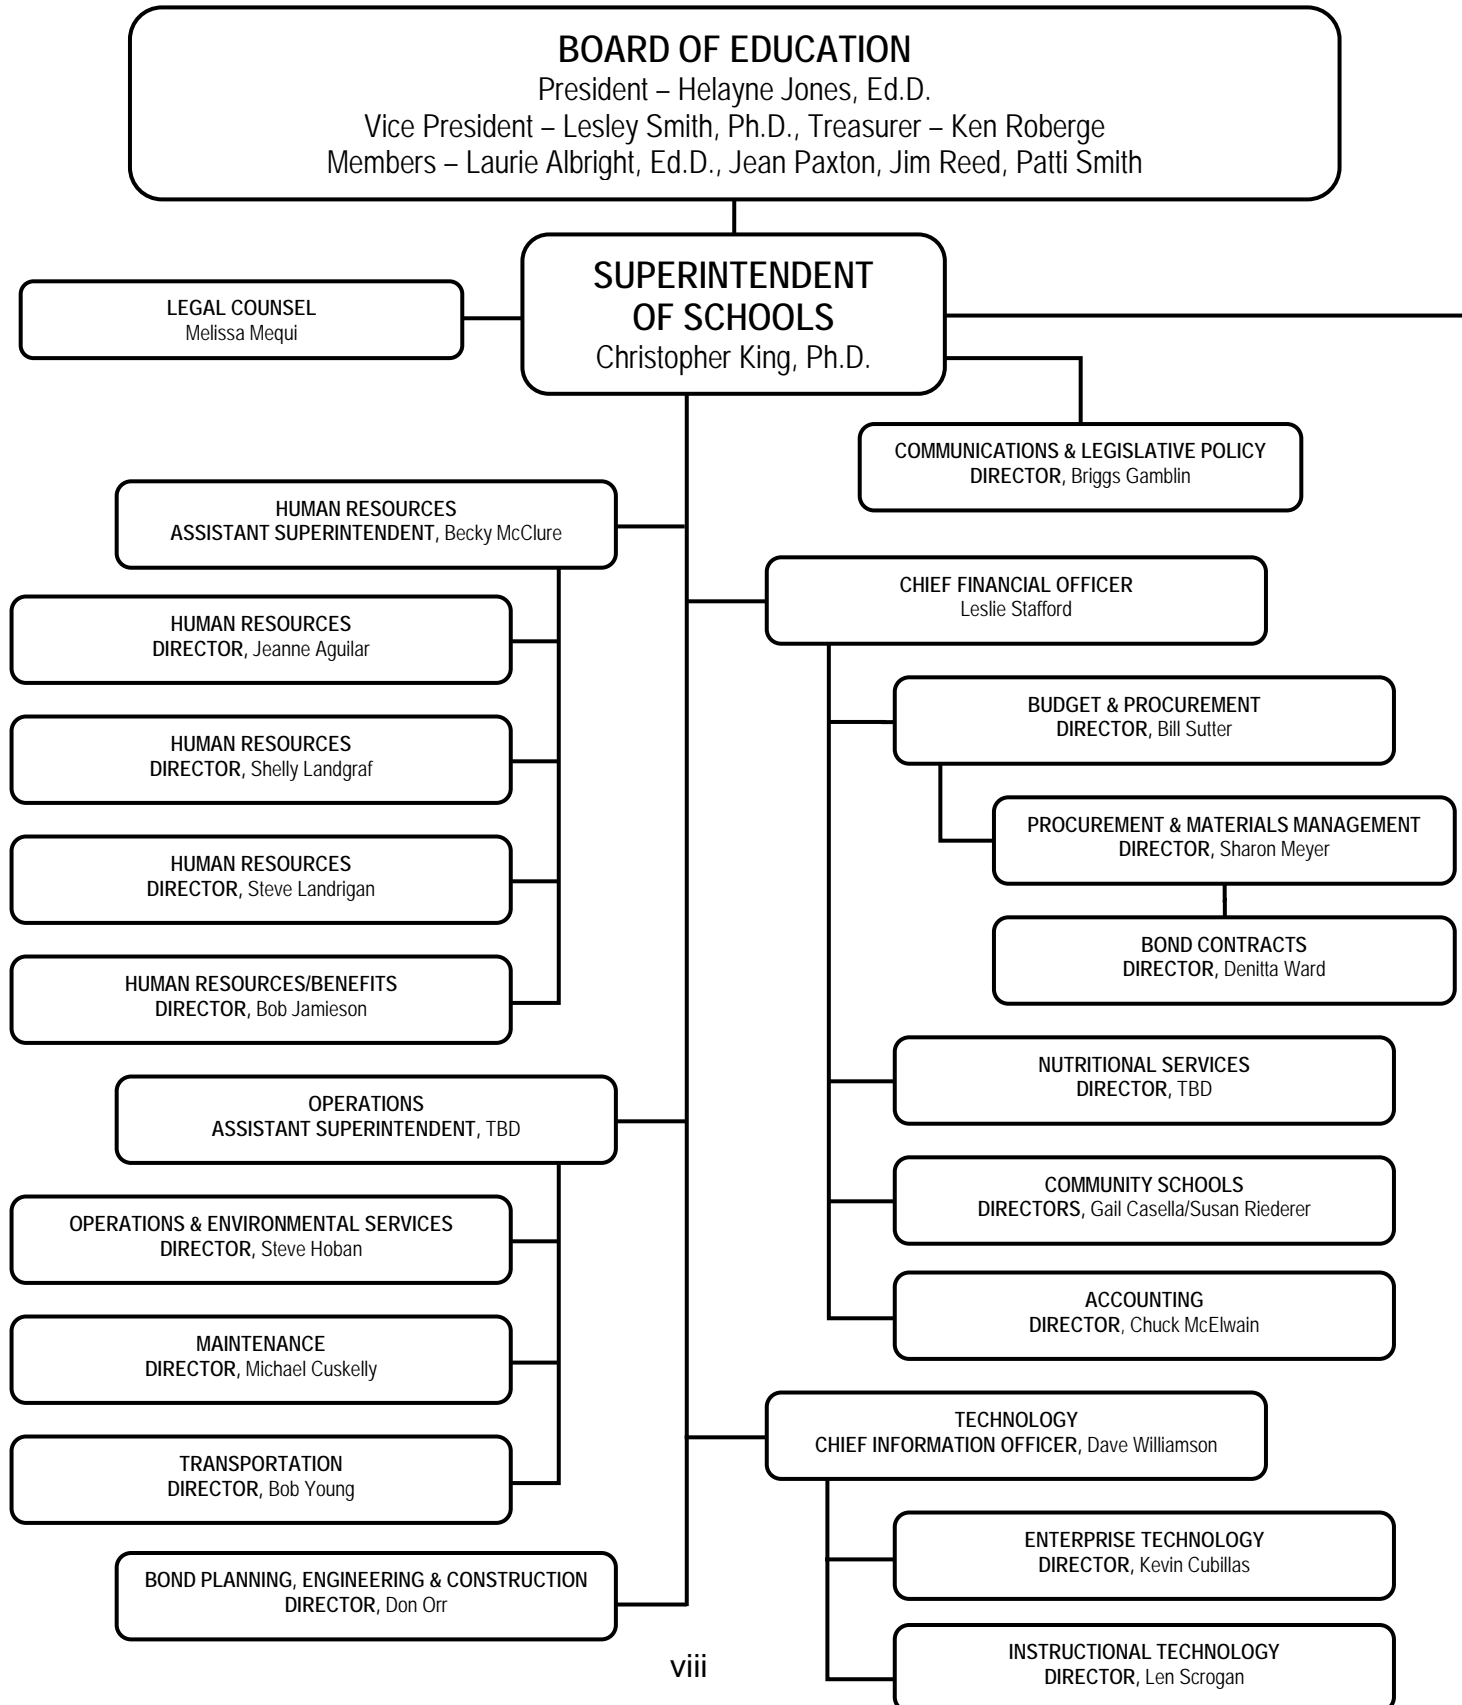 BOARD OF EDUCATION
President – Helayne Jones, Ed.D.
Vice President – Lesley Smith, Ph.D., Treasurer – Ken Roberge
Members – Laurie Albright, Ed.D., Jean Paxton, Jim Reed, Patti Smith
SUPERINTENDENT
OF SCHOOLS
Christopher King, Ph.D.
LEGAL COUNSEL
Melissa Mequi
COMMUNICATIONS & LEGISLATIVE POLICY
DIRECTOR, Briggs Gamblin
HUMAN RESOURCES
ASSISTANT SUPERINTENDENT, Becky McClure
HUMAN RESOURCES
DIRECTOR, Jeanne Aguilar
HUMAN RESOURCES
DIRECTOR, Shelly Landgraf
HUMAN RESOURCES
DIRECTOR, Steve Landrigan
HUMAN RESOURCES/BENEFITS
DIRECTOR, Bob Jamieson
OPERATIONS
ASSISTANT SUPERINTENDENT, TBD
OPERATIONS & ENVIRONMENTAL SERVICES
DIRECTOR, Steve Hoban
MAINTENANCE
DIRECTOR, Michael Cuskelly
TRANSPORTATION
DIRECTOR, Bob Young
BOND PLANNING, ENGINEERING & CONSTRUCTION
DIRECTOR, Don Orr
CHIEF FINANCIAL OFFICER
Leslie Stafford
BUDGET & PROCUREMENT
DIRECTOR, Bill Sutter
PROCUREMENT & MATERIALS MANAGEMENT
DIRECTOR, Sharon Meyer
BOND CONTRACTS
DIRECTOR, Denitta Ward
NUTRITIONAL SERVICES
DIRECTOR, TBD
COMMUNITY SCHOOLS
DIRECTORS, Gail Casella/Susan Riederer
ACCOUNTING
DIRECTOR, Chuck McElwain
TECHNOLOGY
CHIEF INFORMATION OFFICER, Dave Williamson
ENTERPRISE TECHNOLOGY
DIRECTOR, Kevin Cubillas
INSTRUCTIONAL TECHNOLOGY
DIRECTOR, Len Scrogan
viii